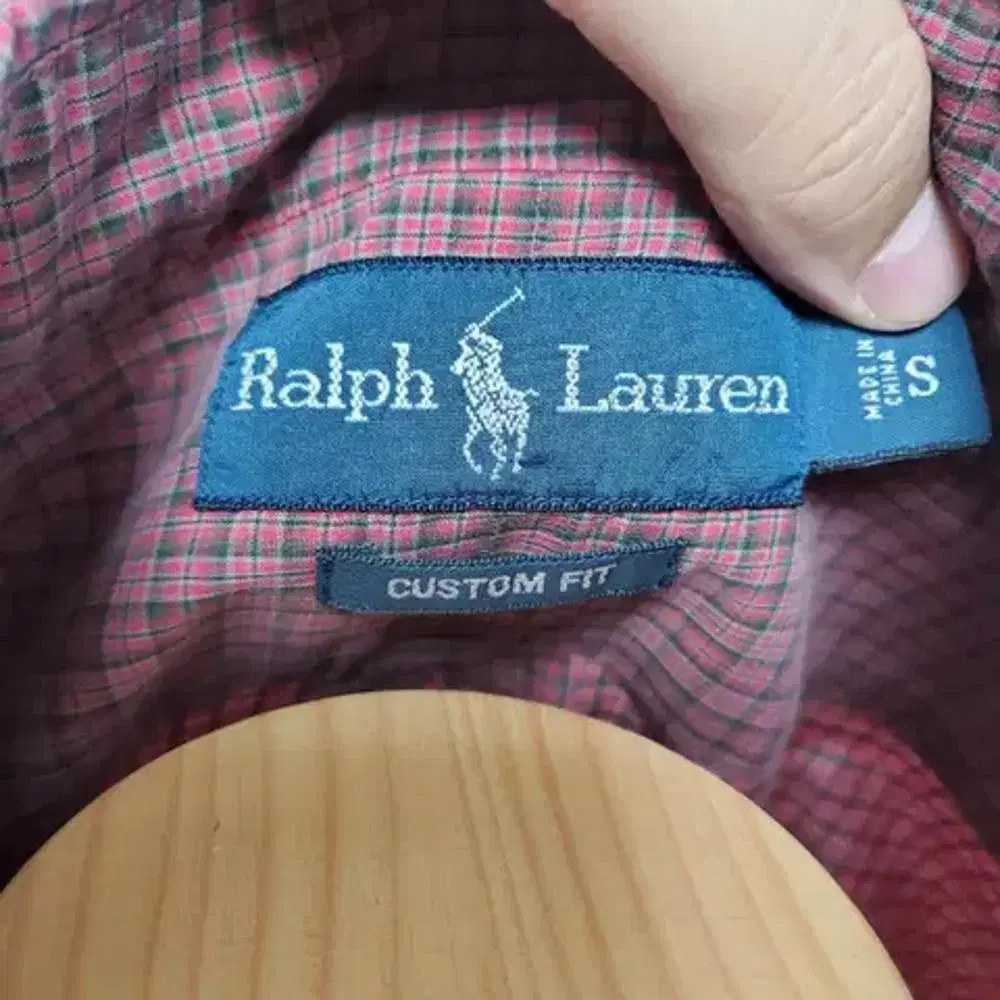 Ralph Lauren
MADE IN
CHINA
S
CUSTOM FIT